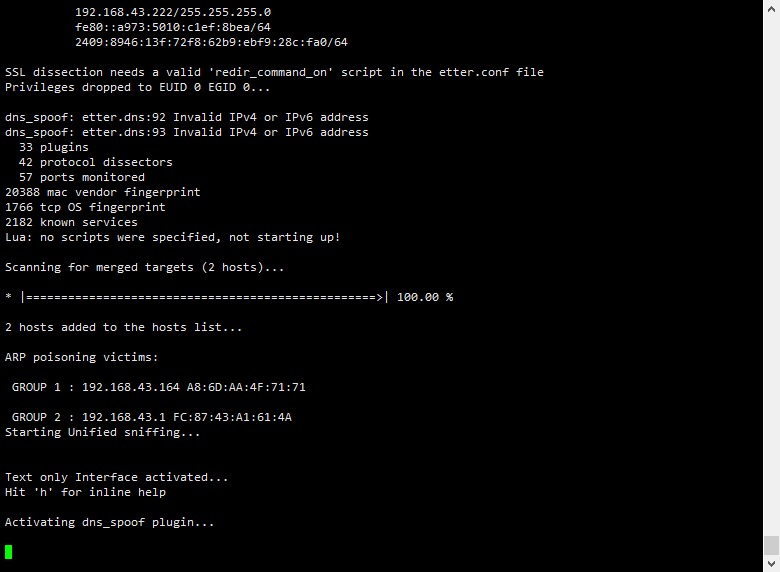 192.168.43.222/255.255.255.0
fe80::a973:5010:c1ef:8bea/64
2409:8946:13f:72f8:62b9:ebf9:28c:fa0/64
SSL dissection needs a valid 'redir_command_on' script in the etter.conf file
Privileges dropped to EUID 0 EGID 0...
dns_spoof: etter.dns:92 Invalid IPv4 or IPv6 address
dns_spoof: etter.dns:93 Invalid IPv4 or IPv6 address
33 plugins
42 protocol dissectors
57 ports monitored
20388 mac vendor fingerprint
1766 tcp OS fingerprint
2182 known services
Lua: no scripts were specified, not starting up!
Scanning for merged targets (2 hosts)...
* |==================================================>| 100.00 %
2 hosts added to the hosts list...
ARP poisoning victims:
GROUP 1 : 192.168.43.164 A8:6D:AA:4F:71:71
GROUP 2 : 192.168.43.1 FC:87:43:A1:61:4A
Starting Unified sniffing...
Text only Interface activated...
Hit 'h' for inline help
Activating dns_spoof plugin...